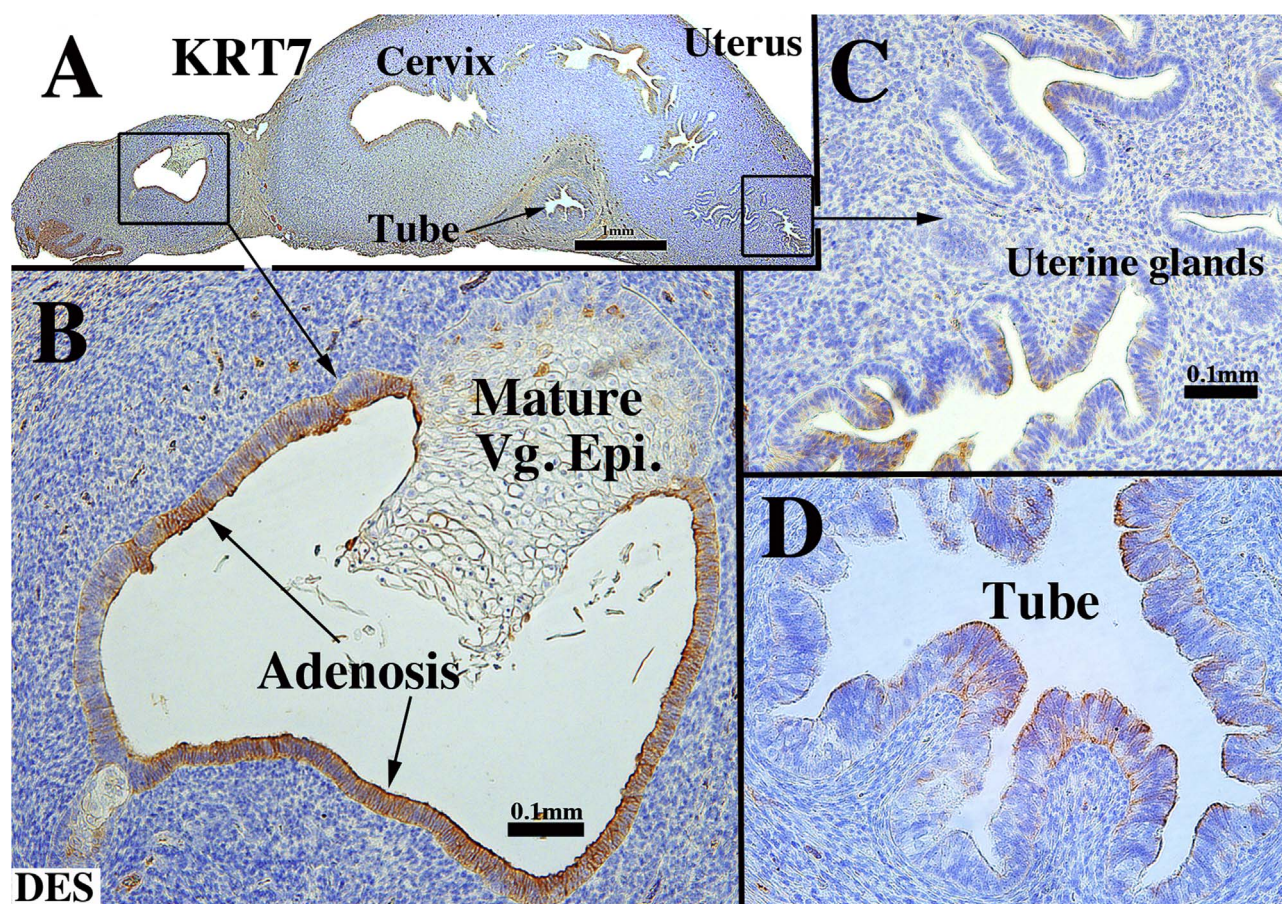 A
KRT7
Cervix
Uterus
Tube
1mm
C
Uterine glands
0.1mm
B
Mature
Vg. Epi.
Adenosis
0.1mm
DES
D
Tube